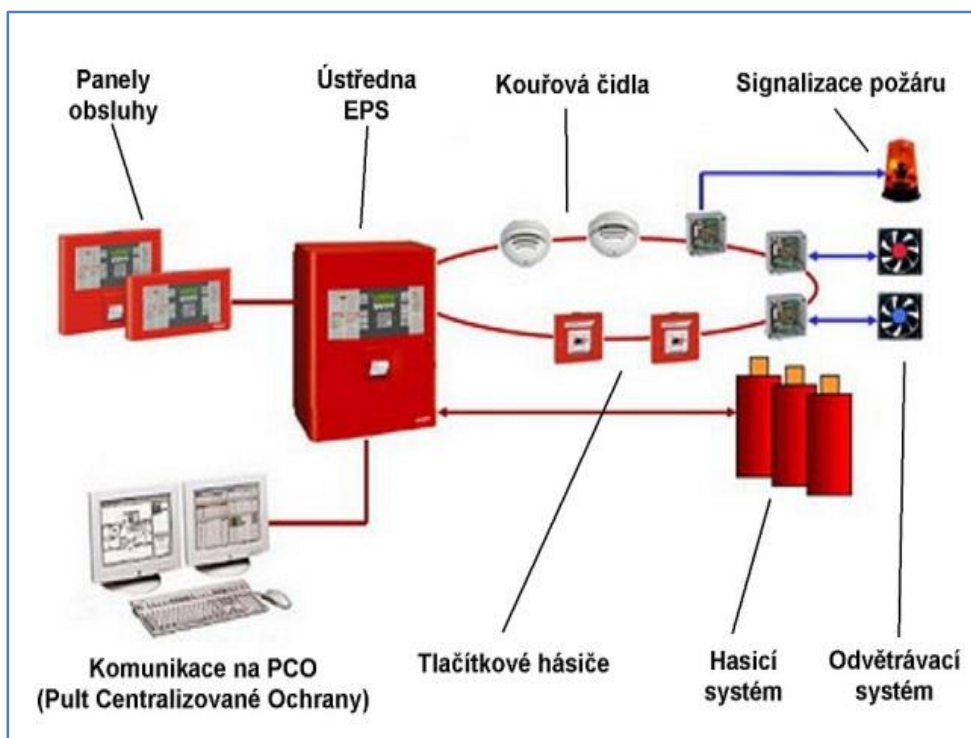 Panely
obsluhy
Ústředna
EPS
Kouřová čidla
Signalizace požáru
Komunikace na PCO
(Pult Centralizované Ochrany)
Tlačítkové hásiče
Hasicí
systém
Odvětrávací
systém